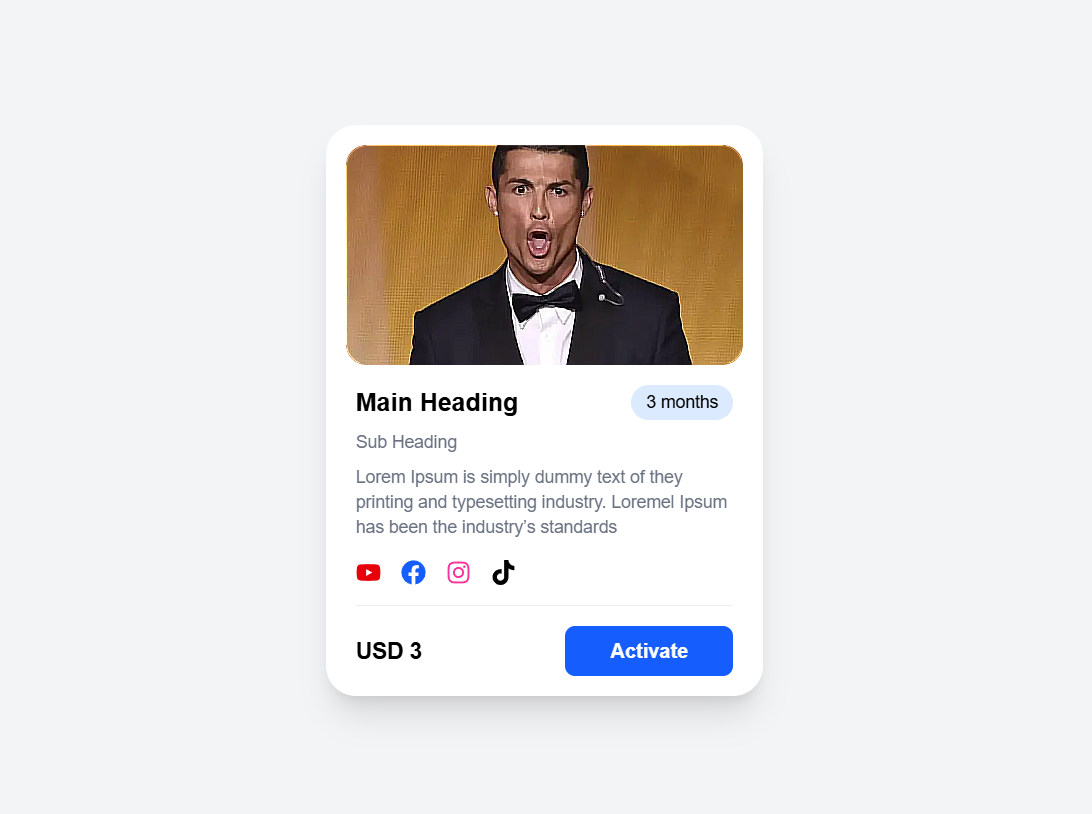 Main Heading
3 months
Sub Heading
Lorem Ipsum is simply dummy text of they
printing and typesetting industry. Loremel Ipsum
has been the industry’s standards
USD 3
Activate